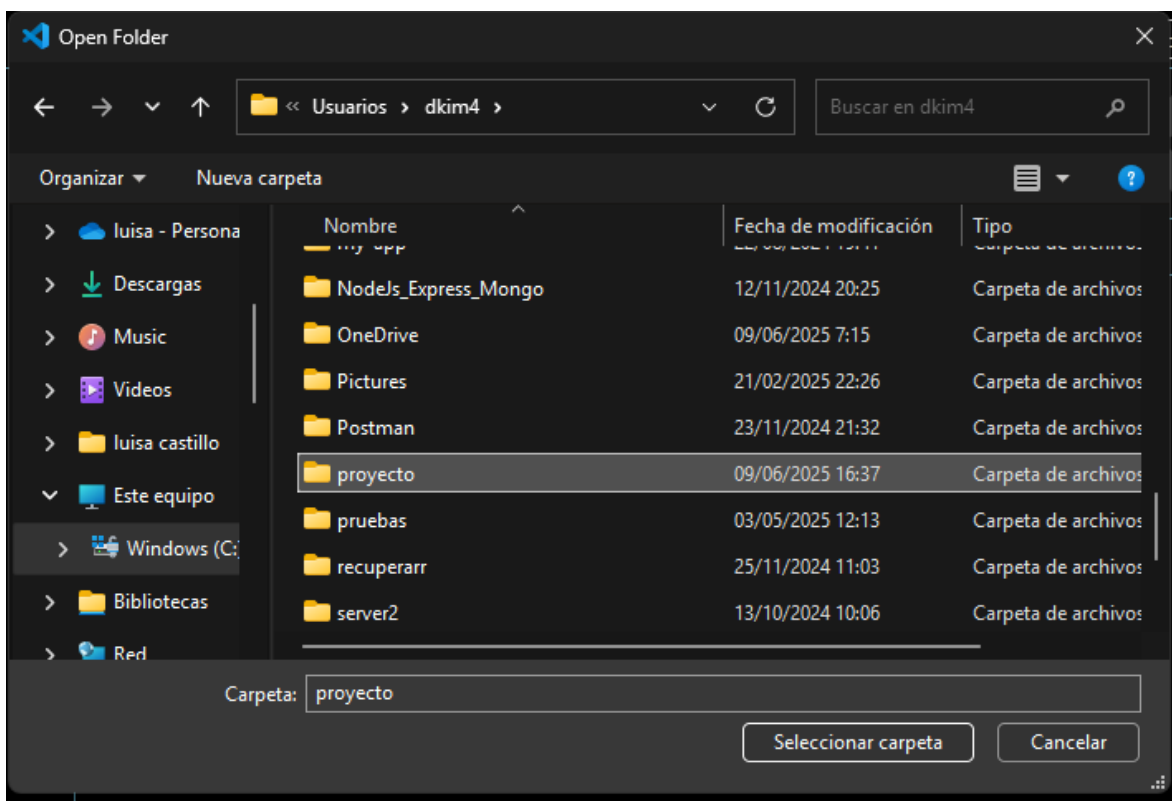 Open Folder
« Usuarios > dkim4 >
Buscar en dkim4
Organizar
Nueva carpeta
Nombre
Fecha de modificación
Tipo
luisa - Persona
Descargas
Music
Videos
luisa castillo
Este equipo
Windows (C:
Bibliotecas
Red
my-app
NodeJs_Express_Mongo 12/11/2024 20:25 Carpeta de archivos
OneDrive 09/06/2025 7:15 Carpeta de archivos
Pictures 21/02/2025 22:26 Carpeta de archivos
Postman 23/11/2024 21:32 Carpeta de archivos
proyecto 09/06/2025 16:37 Carpeta de archivos
pruebas 03/05/2025 12:13 Carpeta de archivos
recuperarr 25/11/2024 11:03 Carpeta de archivos
server2 13/10/2024 10:06 Carpeta de archivos
Carpeta: proyecto
Seleccionar carpeta
Cancelar